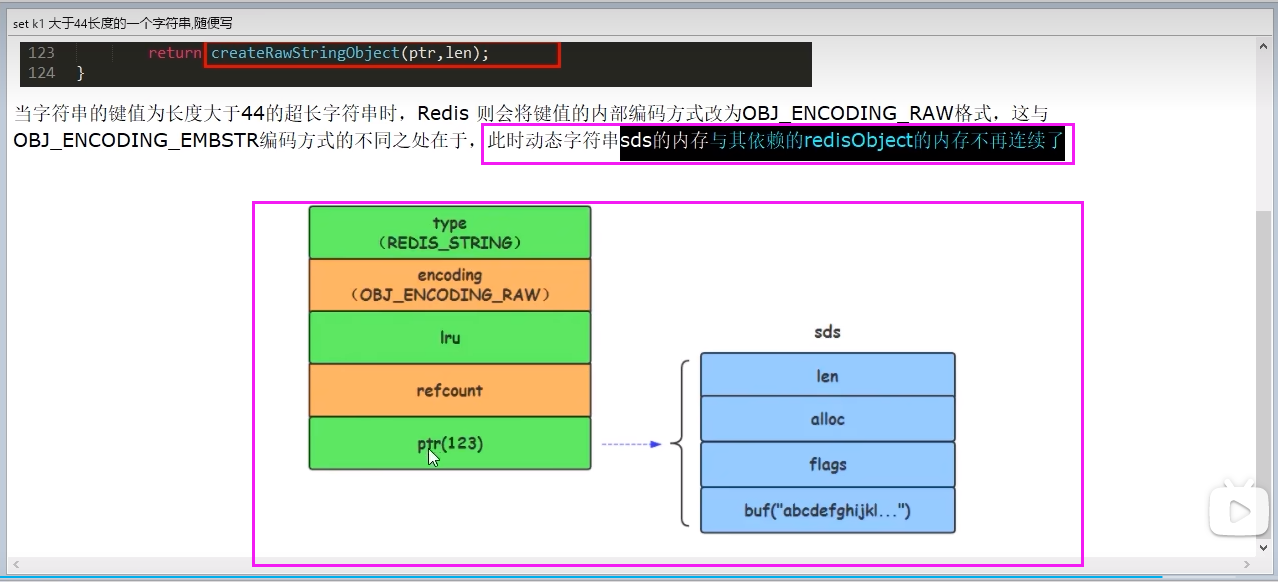 set k1 大于44长度的一个字符串,随便写
123 return createRawStringObject(ptr,len);
124 }
当字符串的键值为长度大于44的超长字符串时，Redis 则会将键值的内部编码方式改为OBJ_ENCODING_RAW格式，这与
OBJ_ENCODING_EMBSTR编码方式的不同之处在于，此时动态字符串sds的内存与其依赖的redisObject的内存不再连续了
type
（REDIS_STRING）
encoding
（OBJ_ENCODING_RAW）
lru
refcount
ptr(123)
sds
len
alloc
flags
buf("abcdefghijkl...")